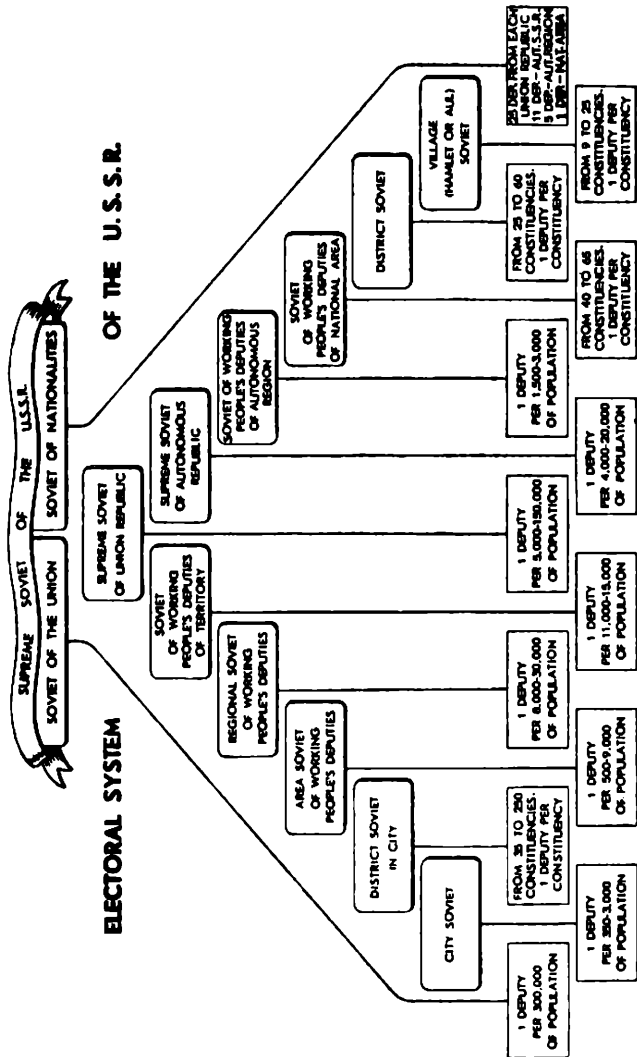 SUPREME SOVIET OF THE U.S.S.R.
SOVIET OF THE UNION
SOVIET OF NATIONALITIES
ELECTORAL SYSTEM
OF THE U.S.S.R.
SUPREME SOVIET
OF UNION REPUBLIC
SOVIET
OF WORKING
PEOPLE'S DEPUTIES
OF TERRITORY
SUPREME SOVIET
OF AUTONOMOUS
REPUBLIC
REGIONAL SOVIET
OF WORKING
PEOPLE'S DEPUTIES
SOVIET OF WORKING
PEOPLE'S DEPUTIES
OF AUTONOMOUS
REGION
AREA SOVIET
OF WORKING
PEOPLE'S DEPUTIES
SOVIET
OF WORKING
PEOPLE'S DEPUTIES
OF NATIONAL AREA
DISTRICT SOVIET
IN CITY
DISTRICT SOVIET
CITY SOVIET
VILLAGE
(HAMLET OR AUL)
SOVIET
1 DEPUTY
PER 300,000
OF POPULATION
FROM 35 TO 250
CONSTITUENCIES.
1 DEPUTY PER
CONSTITUENCY
1 DEPUTY
PER 8,000-30,000
OF POPULATION
1 DEPUTY
PER 5,000-150,000
OF POPULATION
1 DEPUTY
PER 1,500-3,000
OF POPULATION
FROM 25 TO 60
CONSTITUENCIES.
1 DEPUTY PER
CONSTITUENCY
25 DEP. FROM EACH
UNION REPUBLIC
11 DEP.-AUT. S.S.R.
5 DEP.-AUT. REGION
1 DEP.-NAT. AREA
1 DEPUTY
PER 350-3,000
OF POPULATION
1 DEPUTY
PER 500-9,000
OF POPULATION
1 DEPUTY
PER 11,000-15,000
OF POPULATION
1 DEPUTY
PER 4,000-20,000
OF POPULATION
FROM 40 TO 65
CONSTITUENCIES.
1 DEPUTY PER
CONSTITUENCY
FROM 9 TO 25
CONSTITUENCIES.
1 DEPUTY PER
CONSTITUENCY